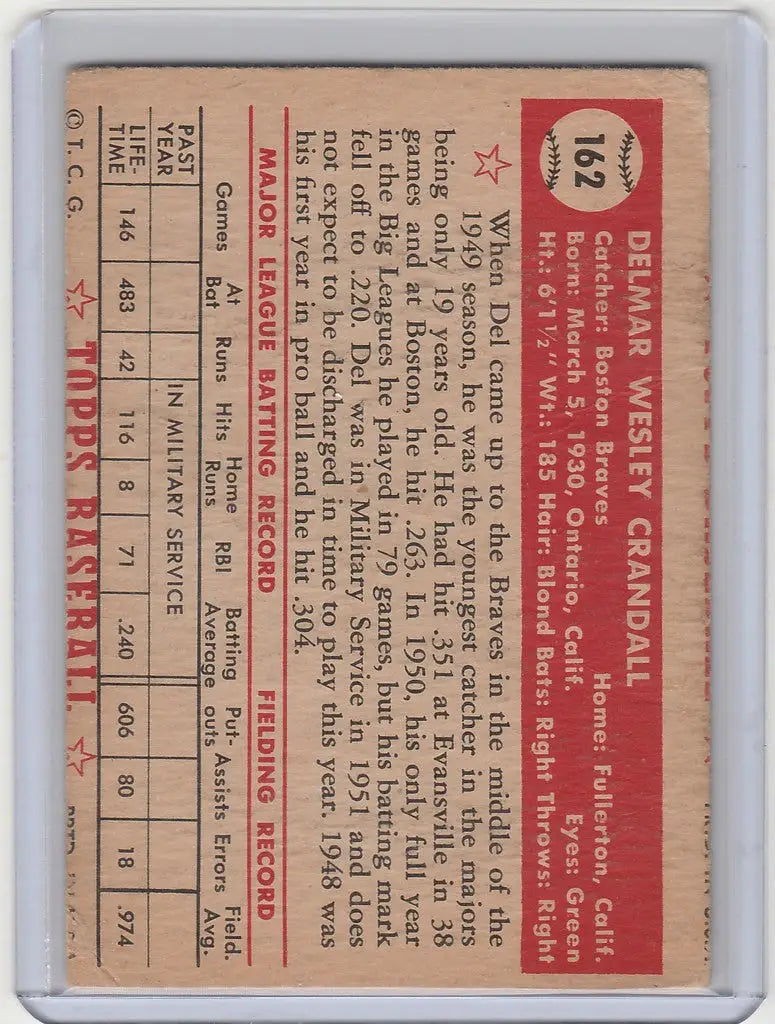 162
DELMAR WESLEY CRANDALL
Catcher: Boston Braves Home: Fullerton, Calif.
Born: March 5, 1930, Ontario, Calif. Eyes: Green
Ht.: 6'1½" Wt.: 185 Hair: Blond Bats: Right Throws: Right
When Del came up to the Braves in the middle of the
1949 season, he was the youngest catcher in the majors
being only 19 years old. He had hit .351 at Evansville in 38
games and at Boston, he hit .263. In 1950, his only full year
in the Big Leagues he played in 79 games, but his batting mark
fell off to .220. Del was in Military Service in 1951 and does
not expect to be discharged in time to play this year. 1948 was
his first year in pro ball and he hit .304.
MAJOR LEAGUE BATTING RECORD FIELDING RECORD
Games At Bat Runs Hits Home Runs RBI Batting Average Put-outs Assists Errors Field. Avg.
PAST YEAR IN MILITARY SERVICE
LIFE-TIME 146 483 42 116 8 71 .240 606 80 18 .974
© T. C. G. TOPPS BASEBALL